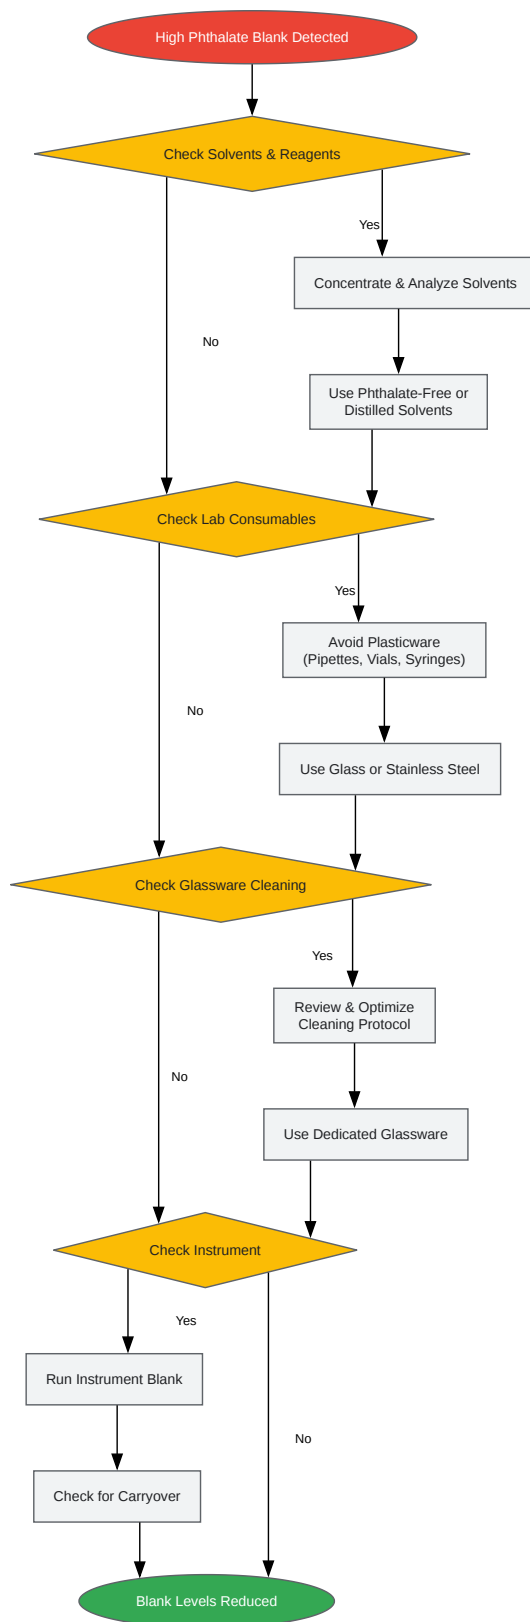 High Phthalate Blank Detected
Check Solvents & Reagents
Yes
Concentrate & Analyze Solvents
No
Use Phthalate-Free or
Distilled Solvents
Check Lab Consumables
Yes
Avoid Plasticware
(Pipettes, Vials, Syringes)
No
Use Glass or Stainless Steel
Check Glassware Cleaning
Yes
Review & Optimize
Cleaning Protocol
No
Use Dedicated Glassware
Check Instrument
Yes
Run Instrument Blank
No
Check for Carryover
Blank Levels Reduced